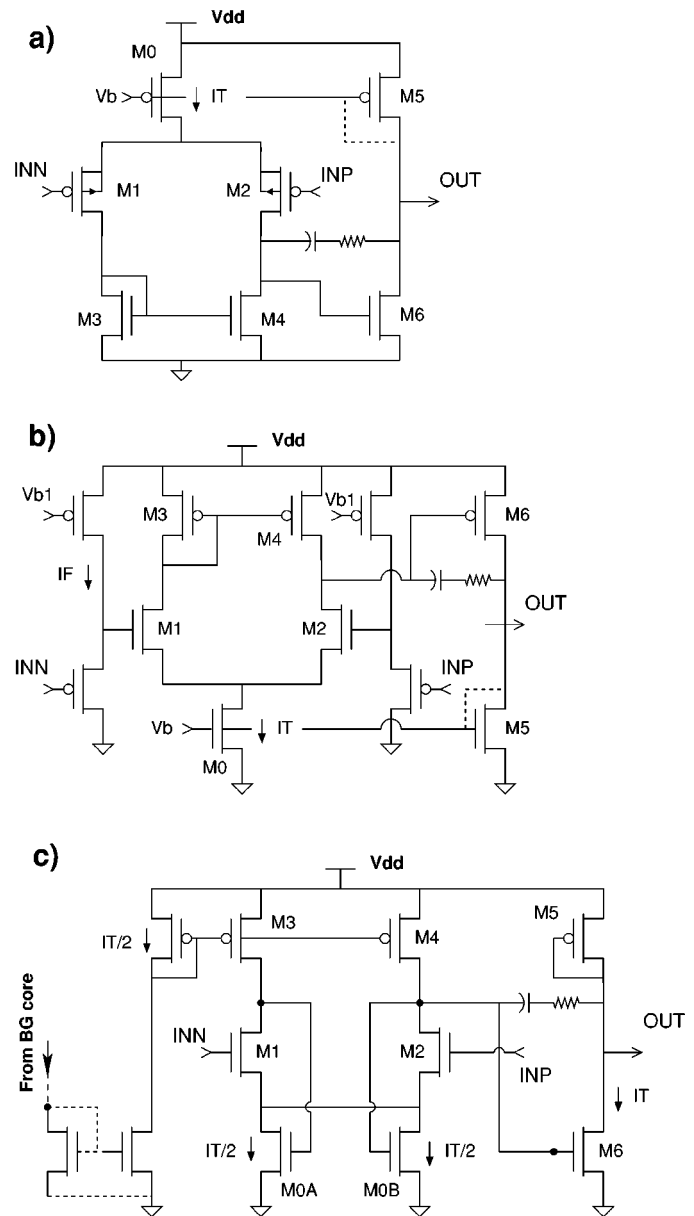 a)
Vdd
M0
Vb
IT
M5
INN
M1
M2
INP
OUT
M3
M4
M6
b)
Vdd
Vb1
M3
M4
Vb1
M6
IF
OUT
M1
M2
INN
INP
Vb
IT
M5
M0
c)
Vdd
M3
M4
M5
IT/2
From BG core
INN
M1
M2
INP
OUT
IT
IT/2
IT/2
M6
M0A
M0B